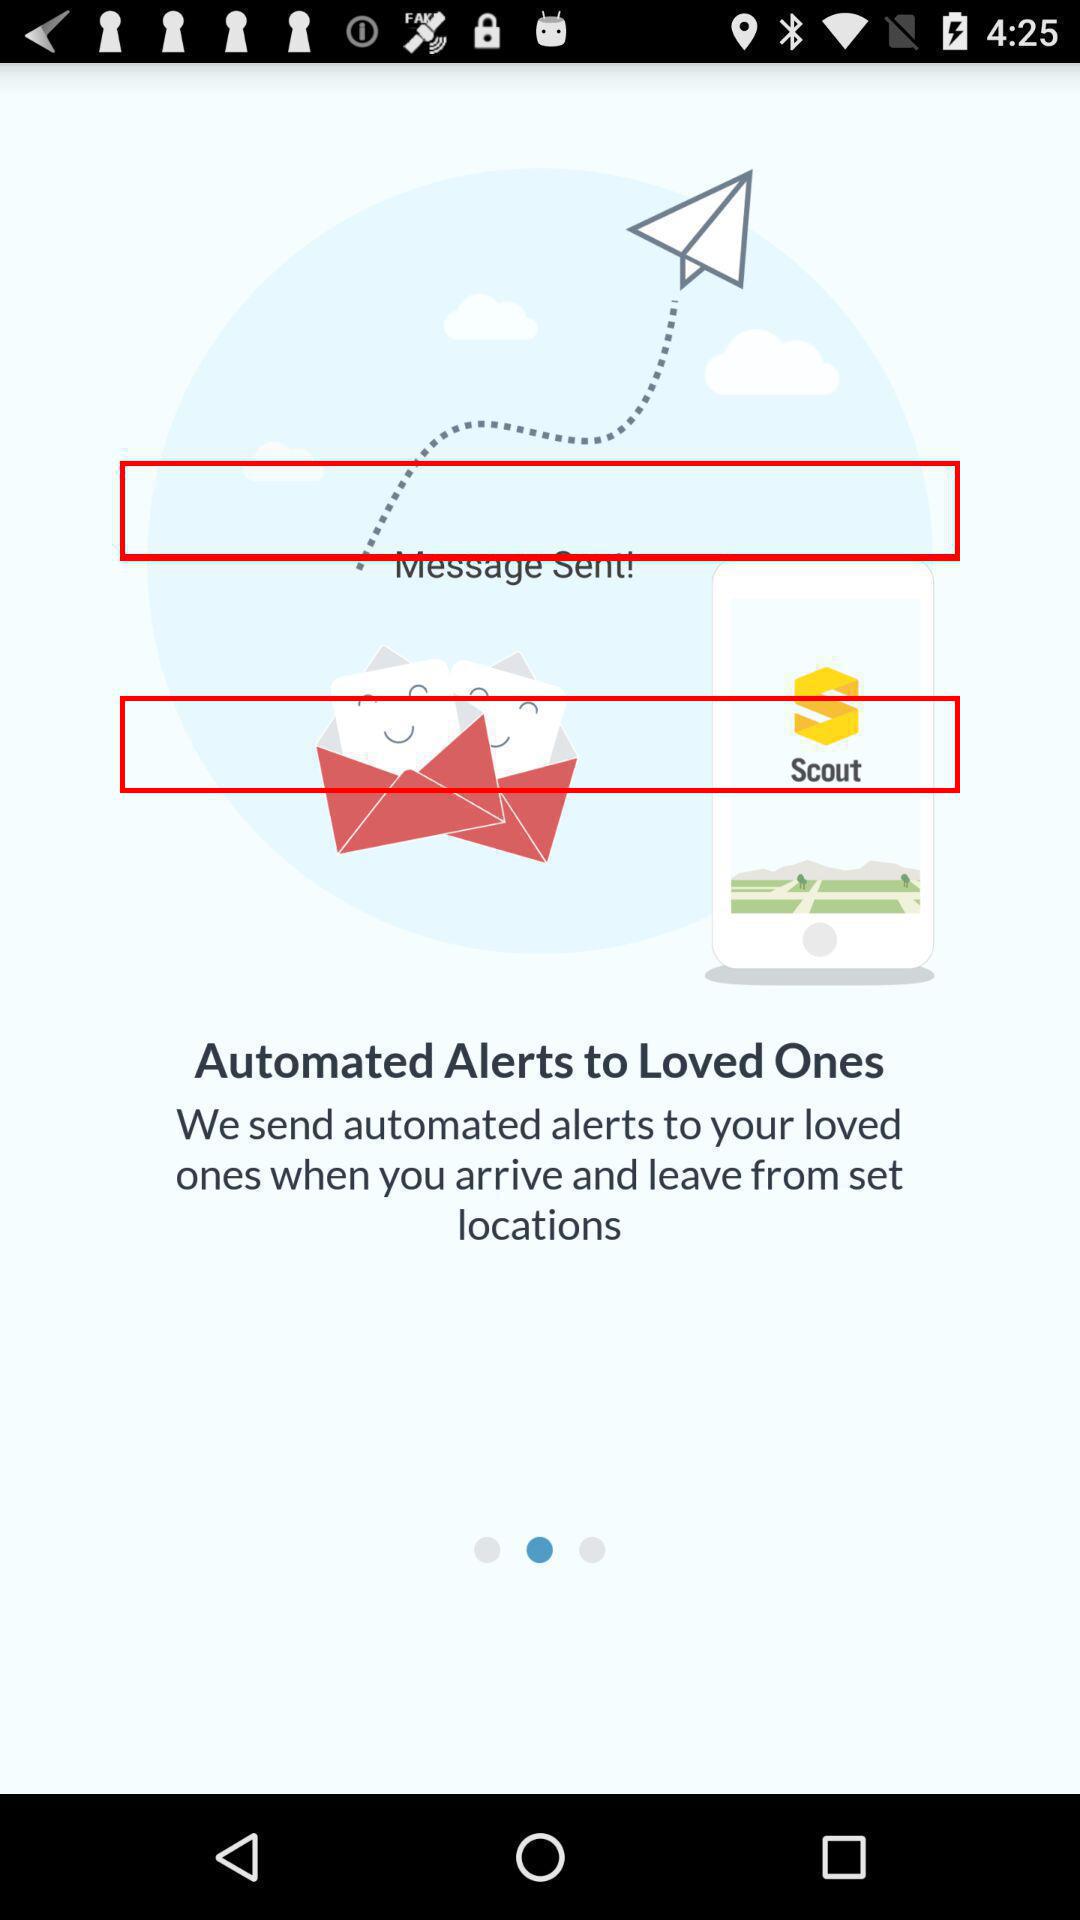 FAKE
4:25
Message Sent!
Scout
Automated Alerts to Loved Ones
We send automated alerts to your loved
ones when you arrive and leave from set
locations